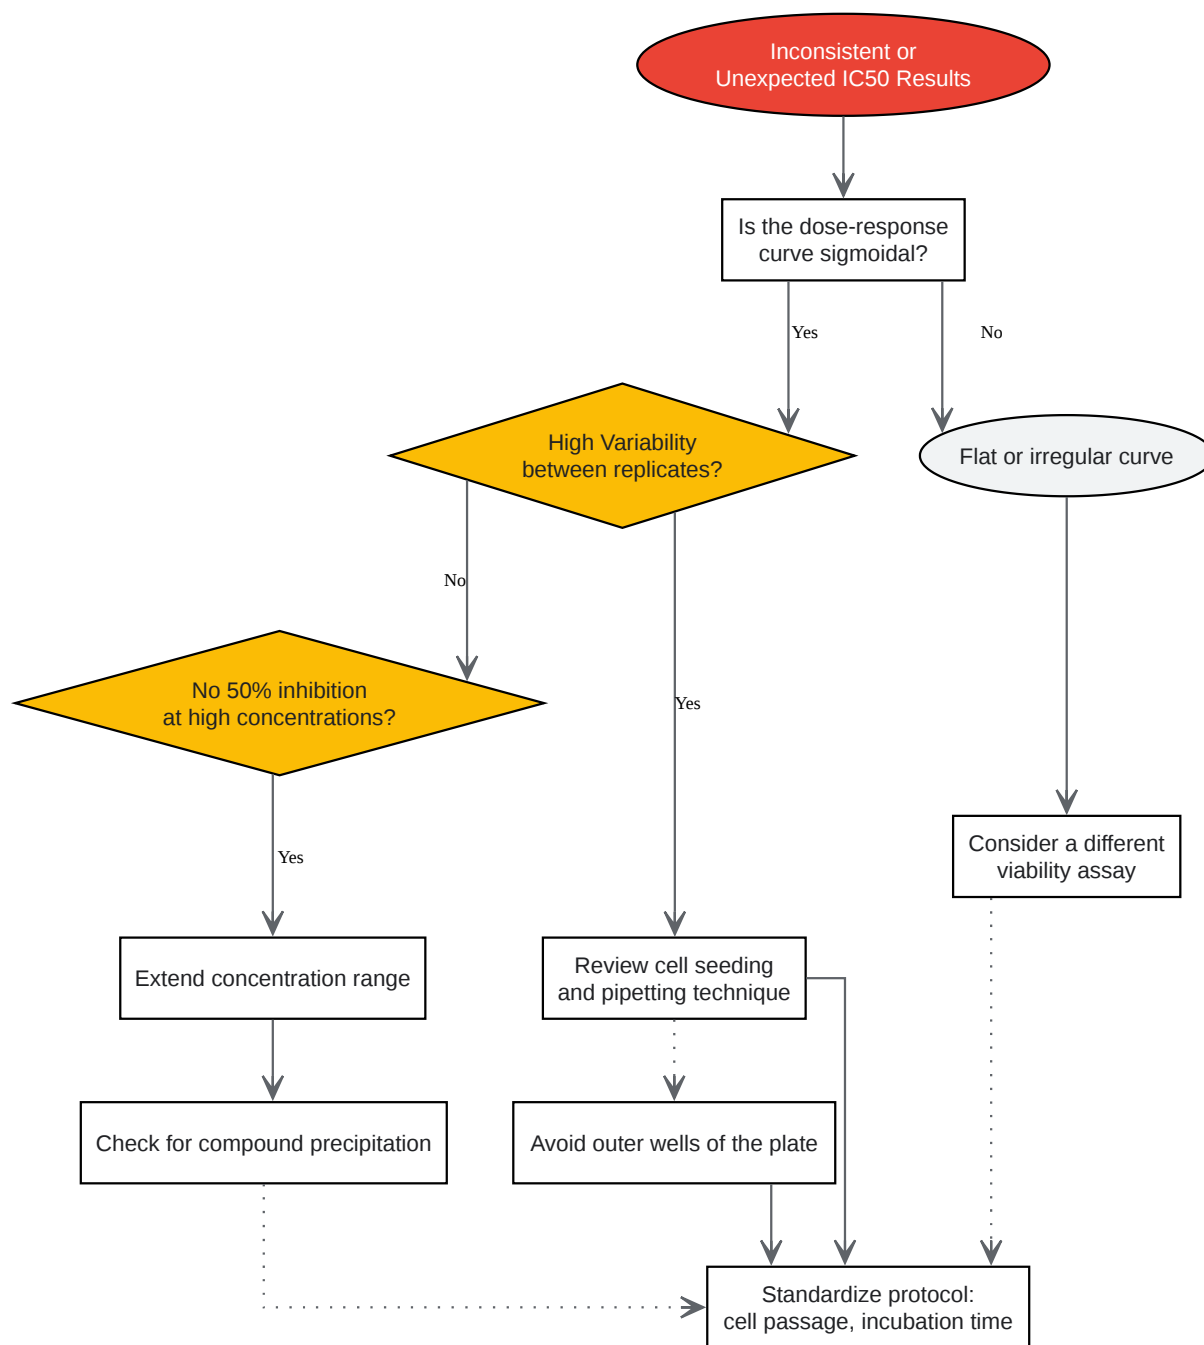 Inconsistent or
Unexpected IC50 Results
Is the dose-response
curve sigmoidal?
Yes
No
High Variability
between replicates?
Flat or irregular curve
No
No 50% inhibition
at high concentrations?
Yes
Yes
Consider a different
viability assay
Extend concentration range
Review cell seeding
and pipetting technique
Check for compound precipitation
Avoid outer wells of the plate
Standardize protocol:
cell passage, incubation time